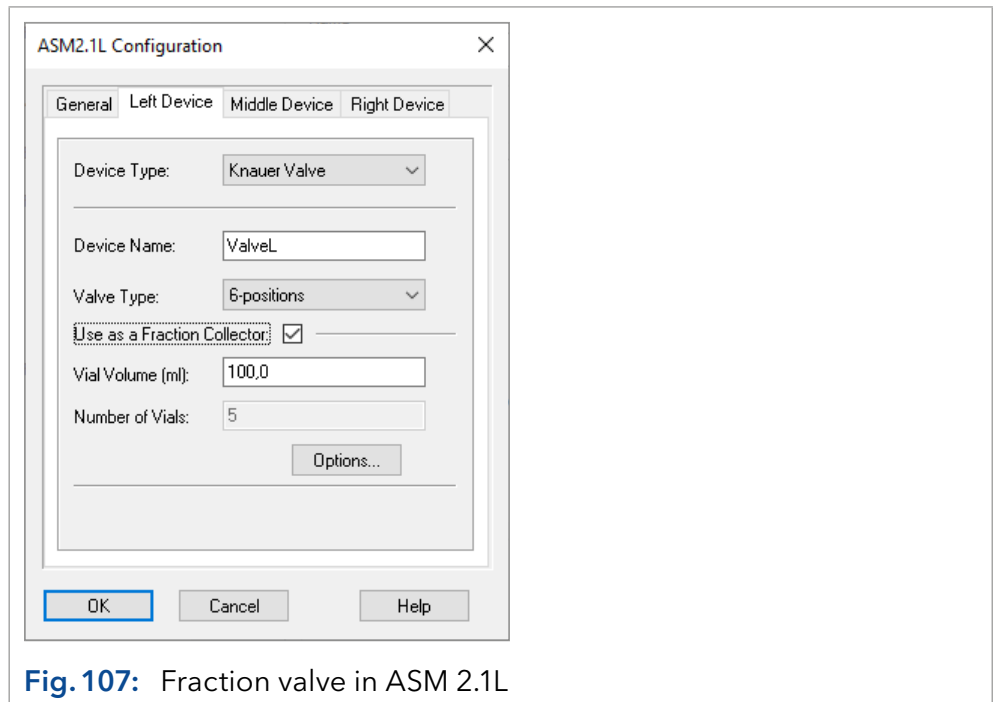 ASM2.1L Configuration
General Left Device Middle Device Right Device
Device Type: Knauer Valve
Device Name: ValveL
Valve Type: 6-positions
Use as a Fraction Collector:
Vial Volume (ml): 100,0
Number of Vials: 5
Options...
OK Cancel Help
Fig. 107: Fraction valve in ASM 2.1L